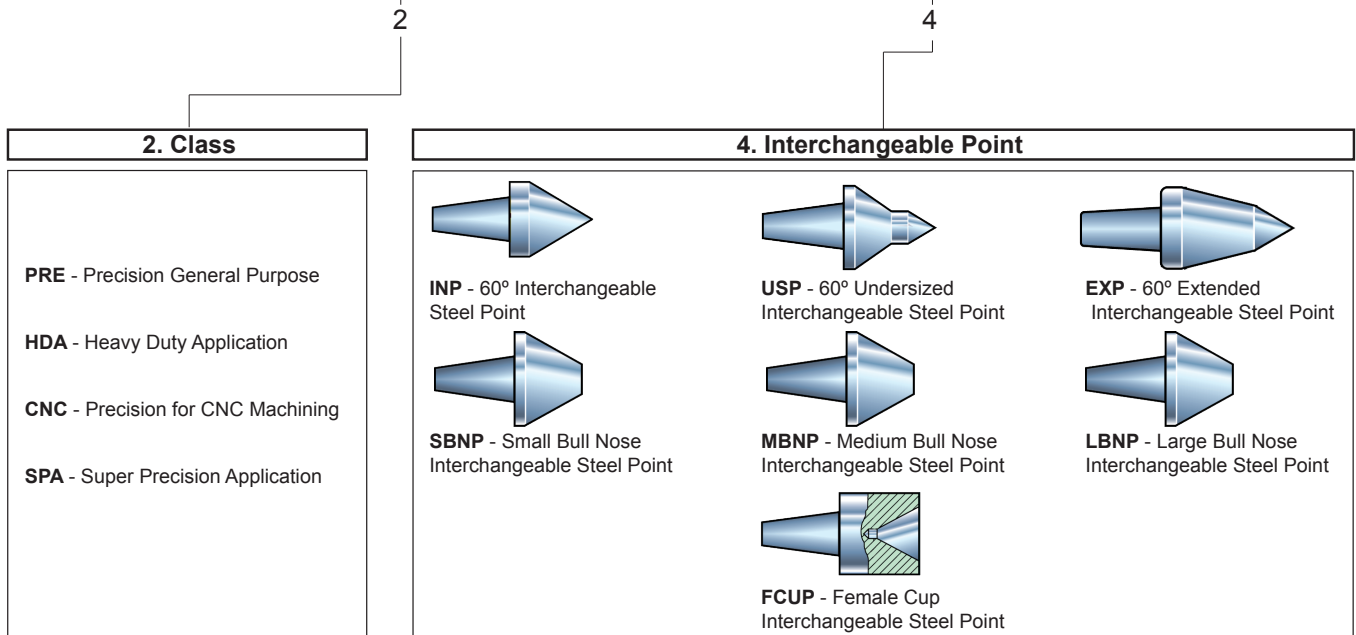 2
4
2. Class
4. Interchangeable Point
PRE - Precision General Purpose
HDA - Heavy Duty Application
CNC - Precision for CNC Machining
SPA - Super Precision Application
INP - 60º Interchangeable
Steel Point
USP - 60º Undersized
Interchangeable Steel Point
EXP - 60º Extended
Interchangeable Steel Point
SBNP - Small Bull Nose
Interchangeable Steel Point
MBNP - Medium Bull Nose
Interchangeable Steel Point
LBNP - Large Bull Nose
Interchangeable Steel Point
FCUP - Female Cup
Interchangeable Steel Point